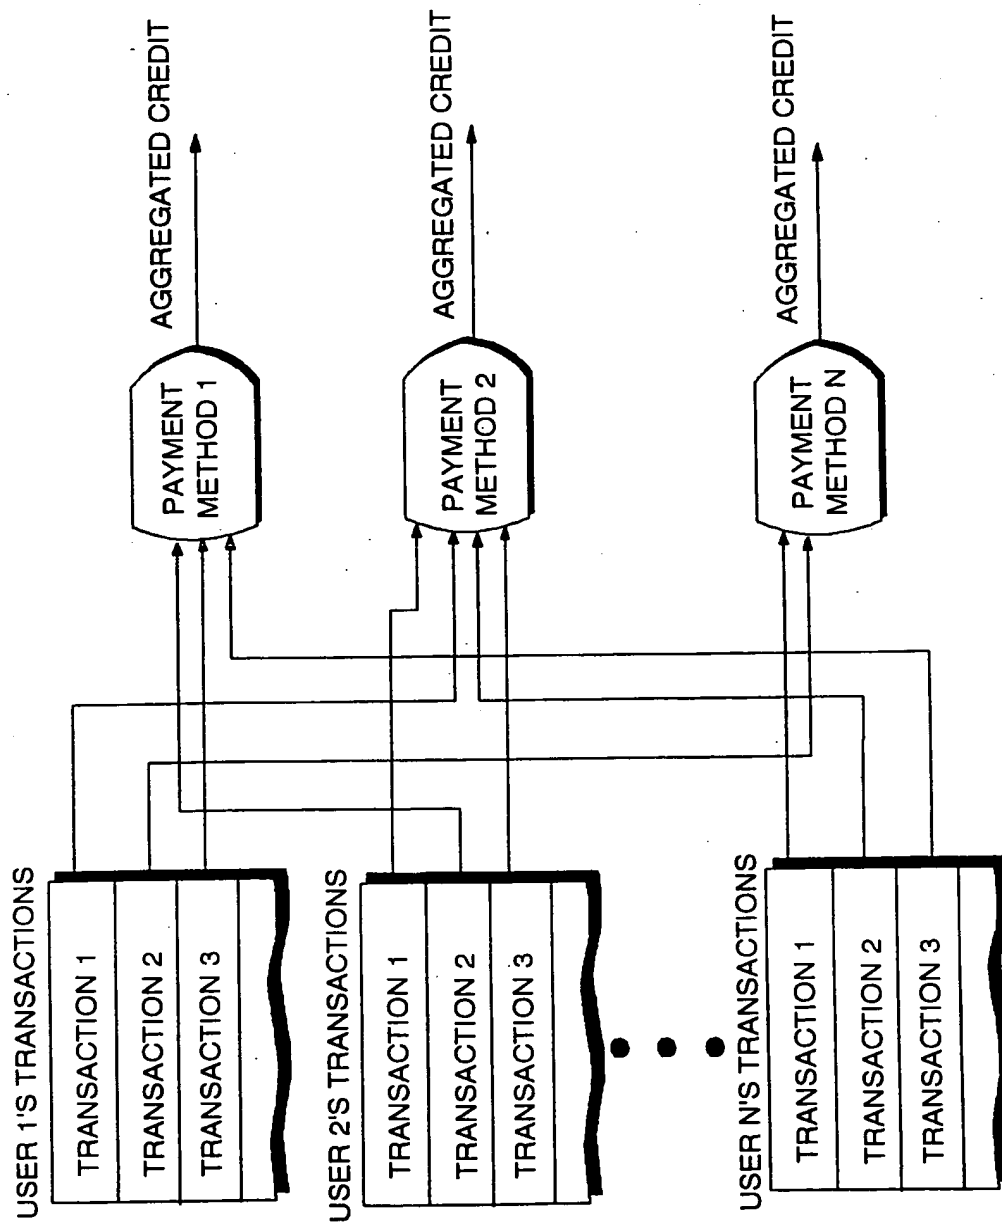 USER 1'S TRANSACTIONS
TRANSACTION 1
TRANSACTION 2
TRANSACTION 3
USER 2'S TRANSACTIONS
TRANSACTION 1
TRANSACTION 2
TRANSACTION 3
USER N'S TRANSACTIONS
TRANSACTION 1
TRANSACTION 2
TRANSACTION 3
PAYMENT
METHOD 1
AGGREGATED CREDIT
PAYMENT
METHOD 2
AGGREGATED CREDIT
PAYMENT
METHOD N
AGGREGATED CREDIT